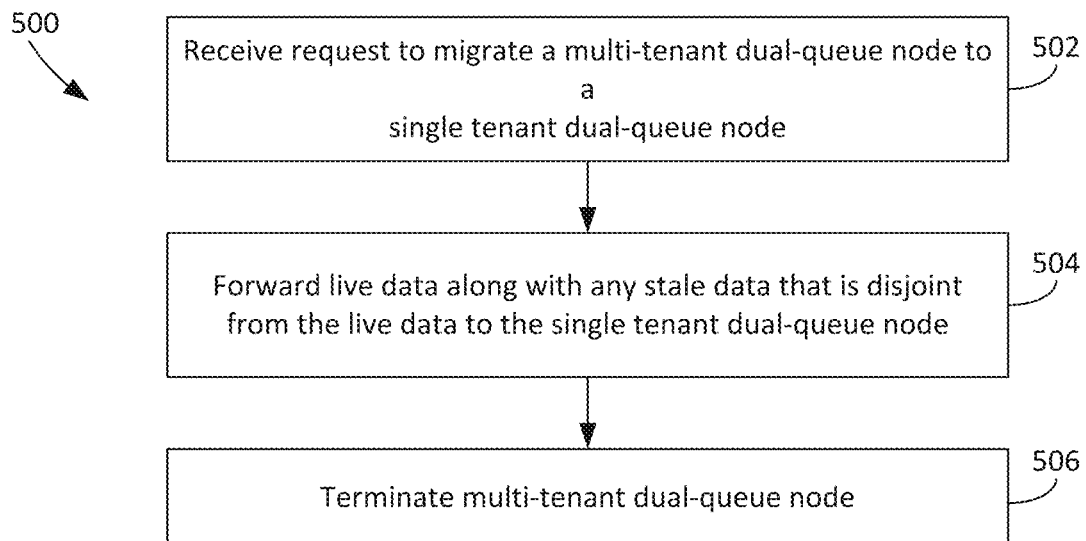 500
Receive request to migrate a multi-tenant dual-queue node to
a
single tenant dual-queue node
502
Forward live data along with any stale data that is disjoint
from the live data to the single tenant dual-queue node
504
Terminate multi-tenant dual-queue node
506